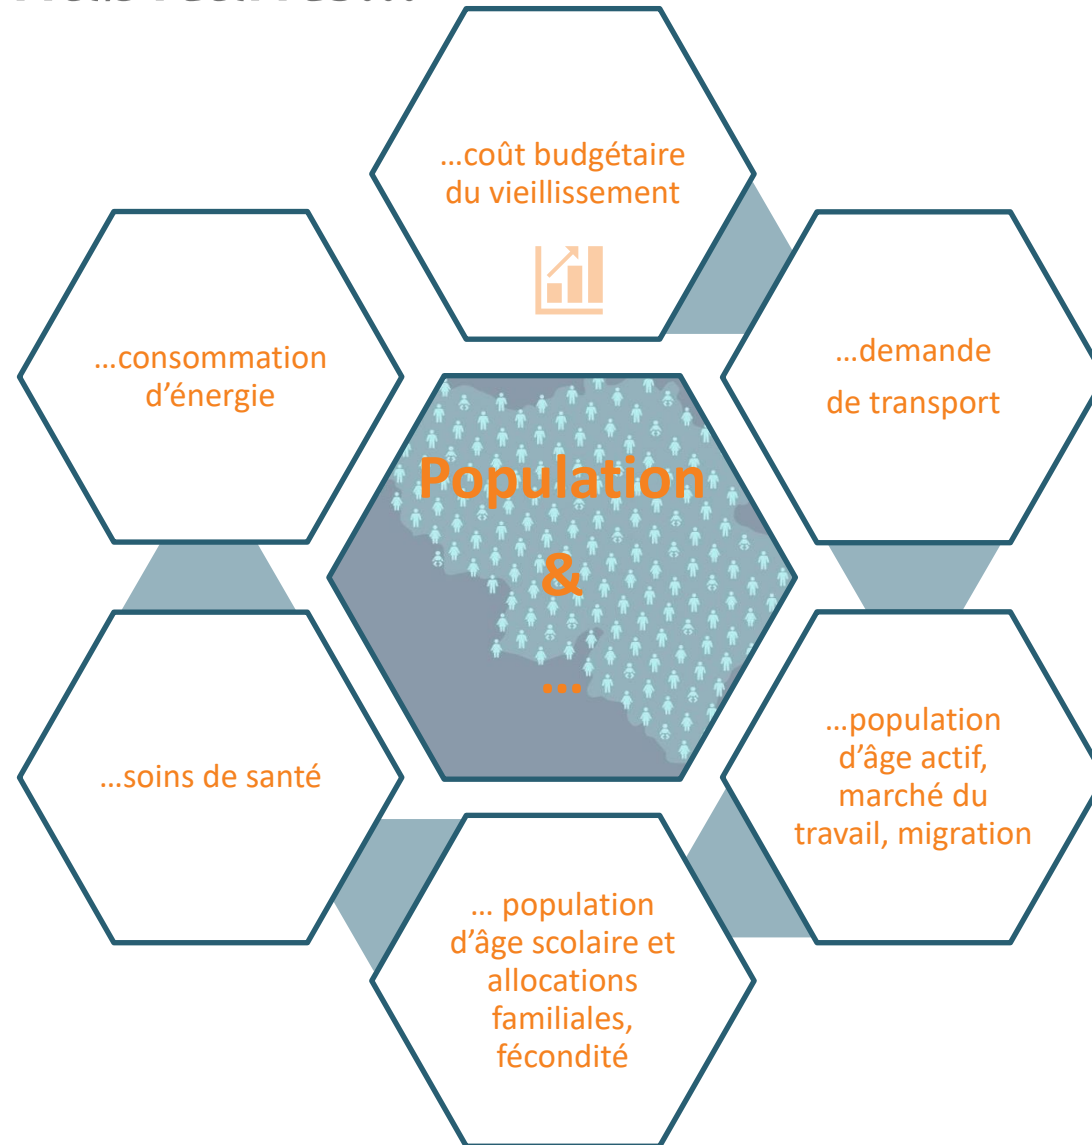 ...coût budgétaire
du vieillissement
...demande
de transport
...population
d'âge actif,
marché du
travail, migration
... population
d'âge scolaire et
allocations
familiales,
fécondité
...soins de santé
...consommation
d'énergie
Population
&
...